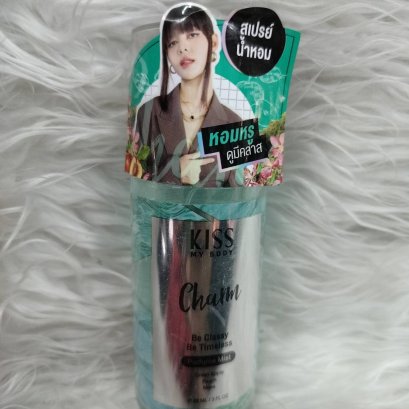 สเปรย์
น้ำหอม
หอมหรู
ดูมีคลาส
KISS
MY BODY
Charm
Be Classy
Be Timeless
Perfume Mist